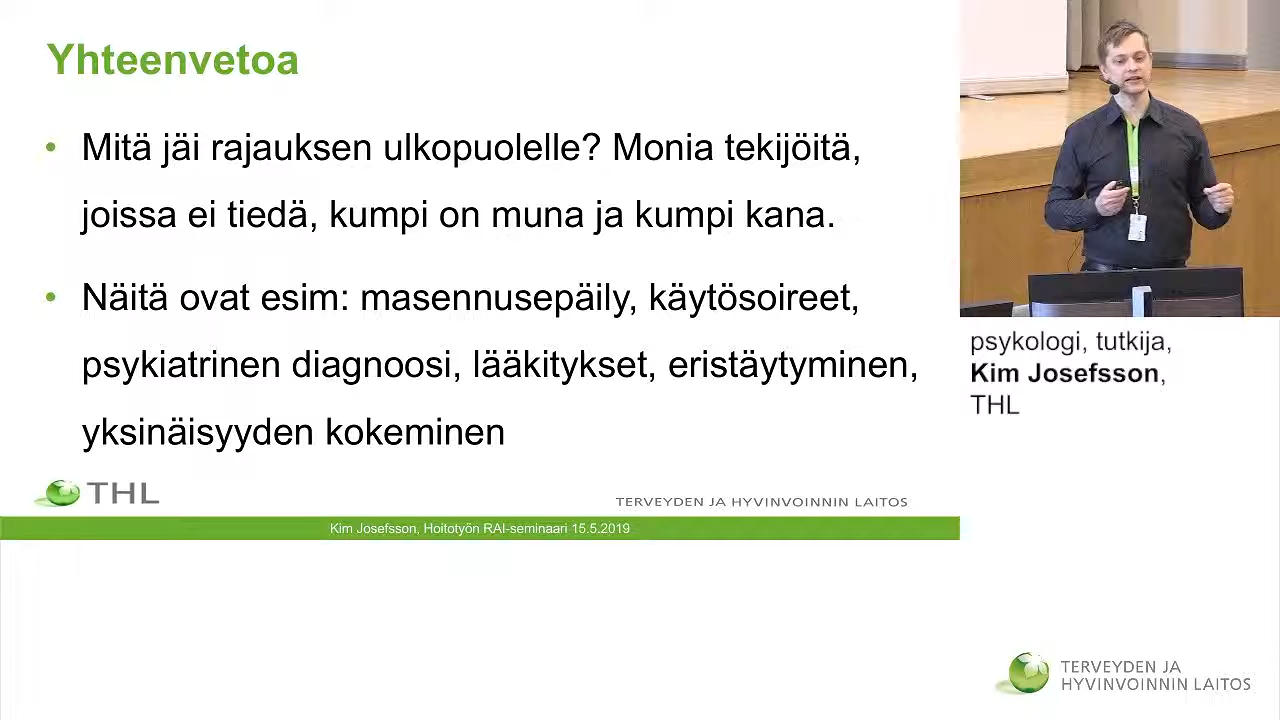 Yhteenvetoa
• Mitä jäi rajauksen ulkopuolelle? Monia tekijöitä,
joissa ei tiedä, kumpi on muna ja kumpi kana.
• Näitä ovat esim: masennusepäily, käytösoireet,
psykiatrinen diagnoosi, lääkitykset, eristäytyminen,
yksinäisyyden kokeminen
THL
TERVEYDEN JA HYVINVOINNIN LAITOS
Kim Josefsson, Hoitotyön RAI-seminaari 15.5.2019
psykologi, tutkija,
Kim Josefsson,
THL
TERVEYDEN JA
HYVINVOINNIN LAITOS